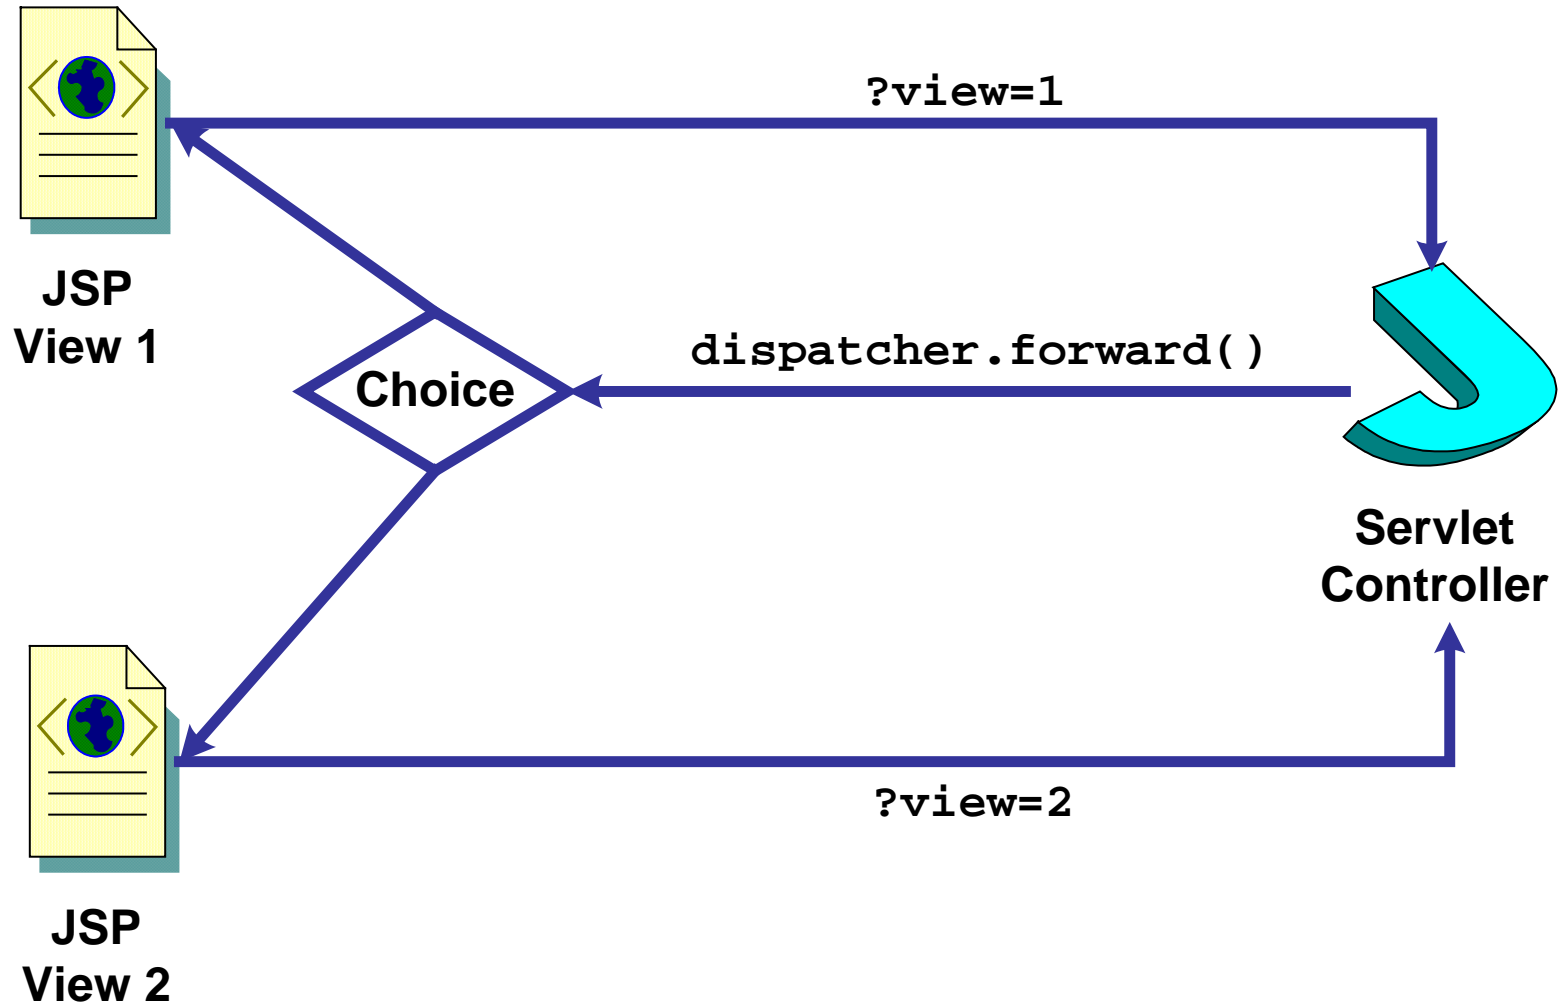 ?view=1
JSP
View 1
dispatcher.forward()
Choice
Servlet
Controller
?view=2
JSP
View 2